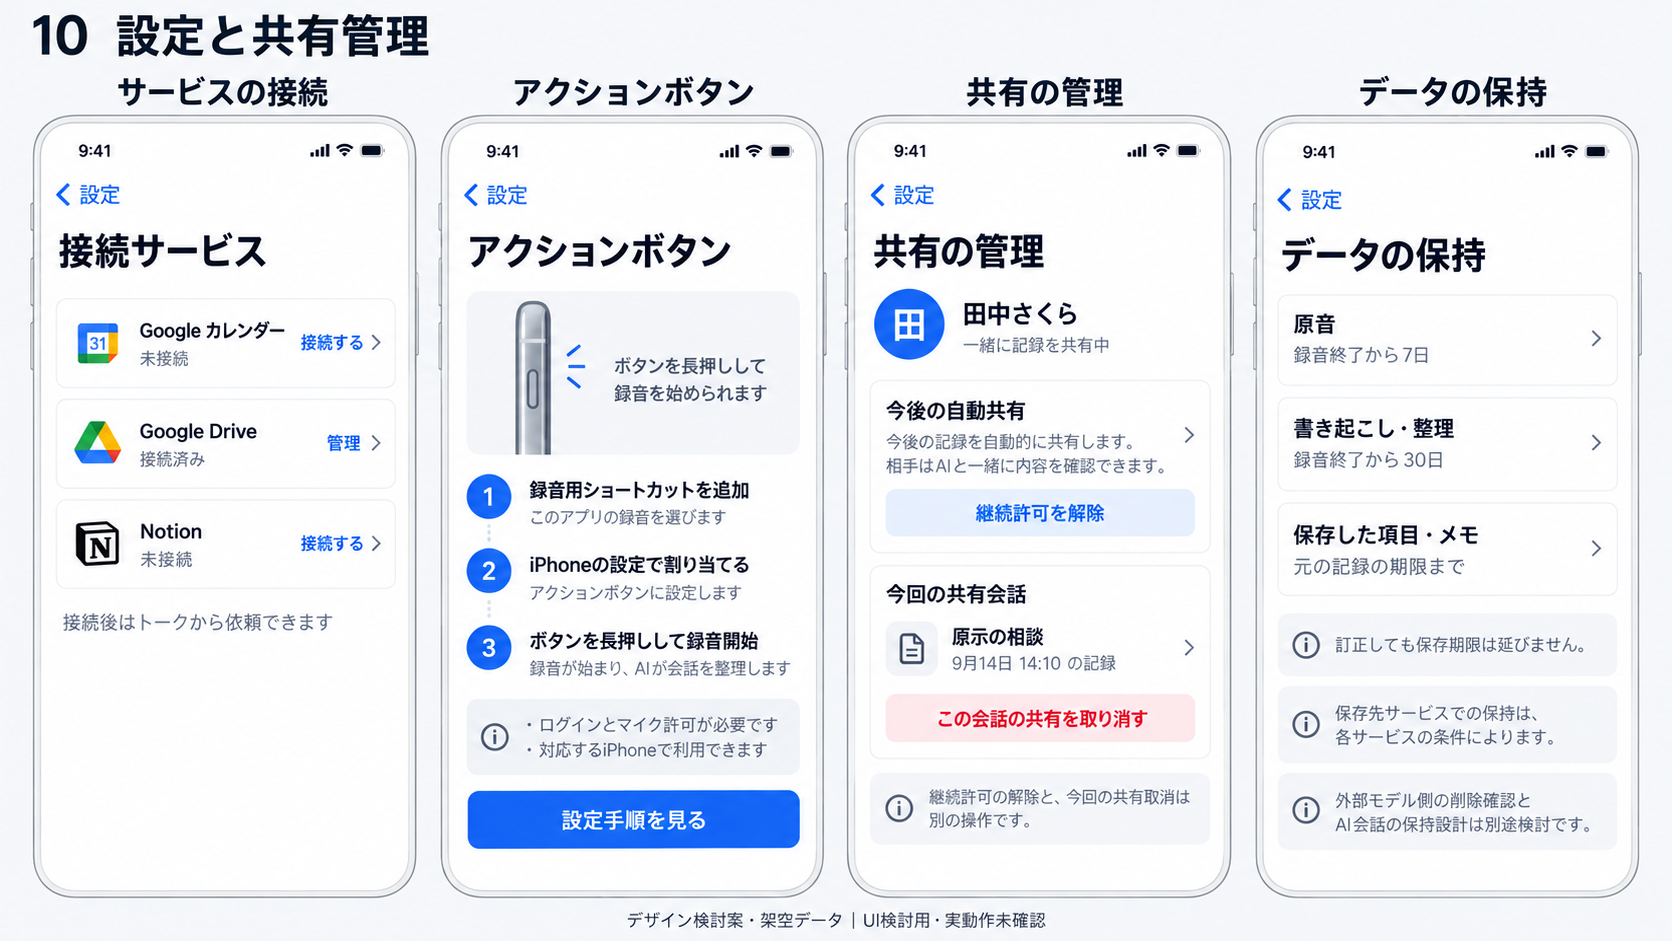 10 設定と共有管理
サービスの接続
9:41
設定
接続サービス
31
Google カレンダー
未接続
接続する
Google Drive
接続済み
管理
N
Notion
未接続
接続する
接続後はトークから依頼できます
アクションボタン
9:41
設定
アクションボタン
ボタンを長押しして
録音を始められます
1
録音用ショートカットを追加
このアプリの録音を選びます
2
iPhoneの設定で割り当てる
アクションボタンに設定します
3
ボタンを長押しして録音開始
録音が始まり、AIが会話を整理します
・ログインとマイク許可が必要です
・対応するiPhoneで利用できます
設定手順を見る
共有の管理
9:41
設定
共有の管理
田
田中さくら
一緒に記録を共有中
今後の自動共有
今後の記録を自動的に共有します。
相手はAIと一緒に内容を確認できます。
継続許可を解除
今回の共有会話
原示の相談
9月14日 14:10 の記録
この会話の共有を取り消す
継続許可の解除と、今回の共有取消は
別の操作です。
データの保持
9:41
設定
データの保持
原音
録音終了から7日
書き起こし・整理
録音終了から30日
保存した項目・メモ
元の記録の期限まで
訂正しても保存期限は延びません。
保存先サービスでの保持は、
各サービスの条件によります。
外部モデル側の削除確認と
AI会話の保持設計は別途検討です。
デザイン検討案・架空データ｜UI検討用・実動作未確認